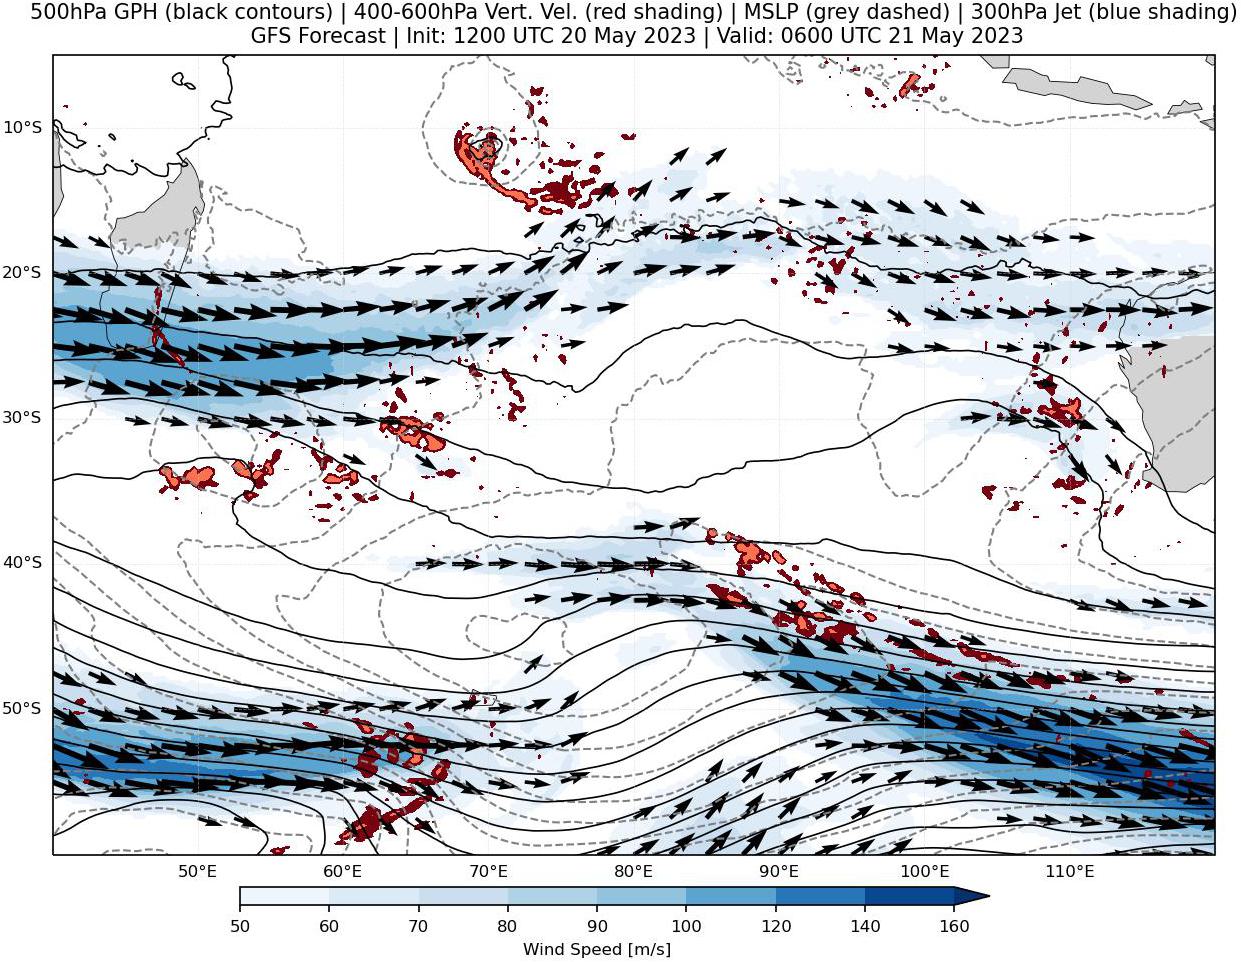 500hPa GPH (black contours) | 400-600hPa Vert. Vel. (red shading) | MSLP (grey dashed) | 300hPa Jet (blue shading)
GFS Forecast | Init: 1200 UTC 20 May 2023 | Valid: 0600 UTC 21 May 2023
10°S
20°S
30°S
40°S
50°S
50°E 60°E 70°E 80°E 90°E 100°E 110°E
50 60 70 80 90 100 120 140 160
Wind Speed [m/s]